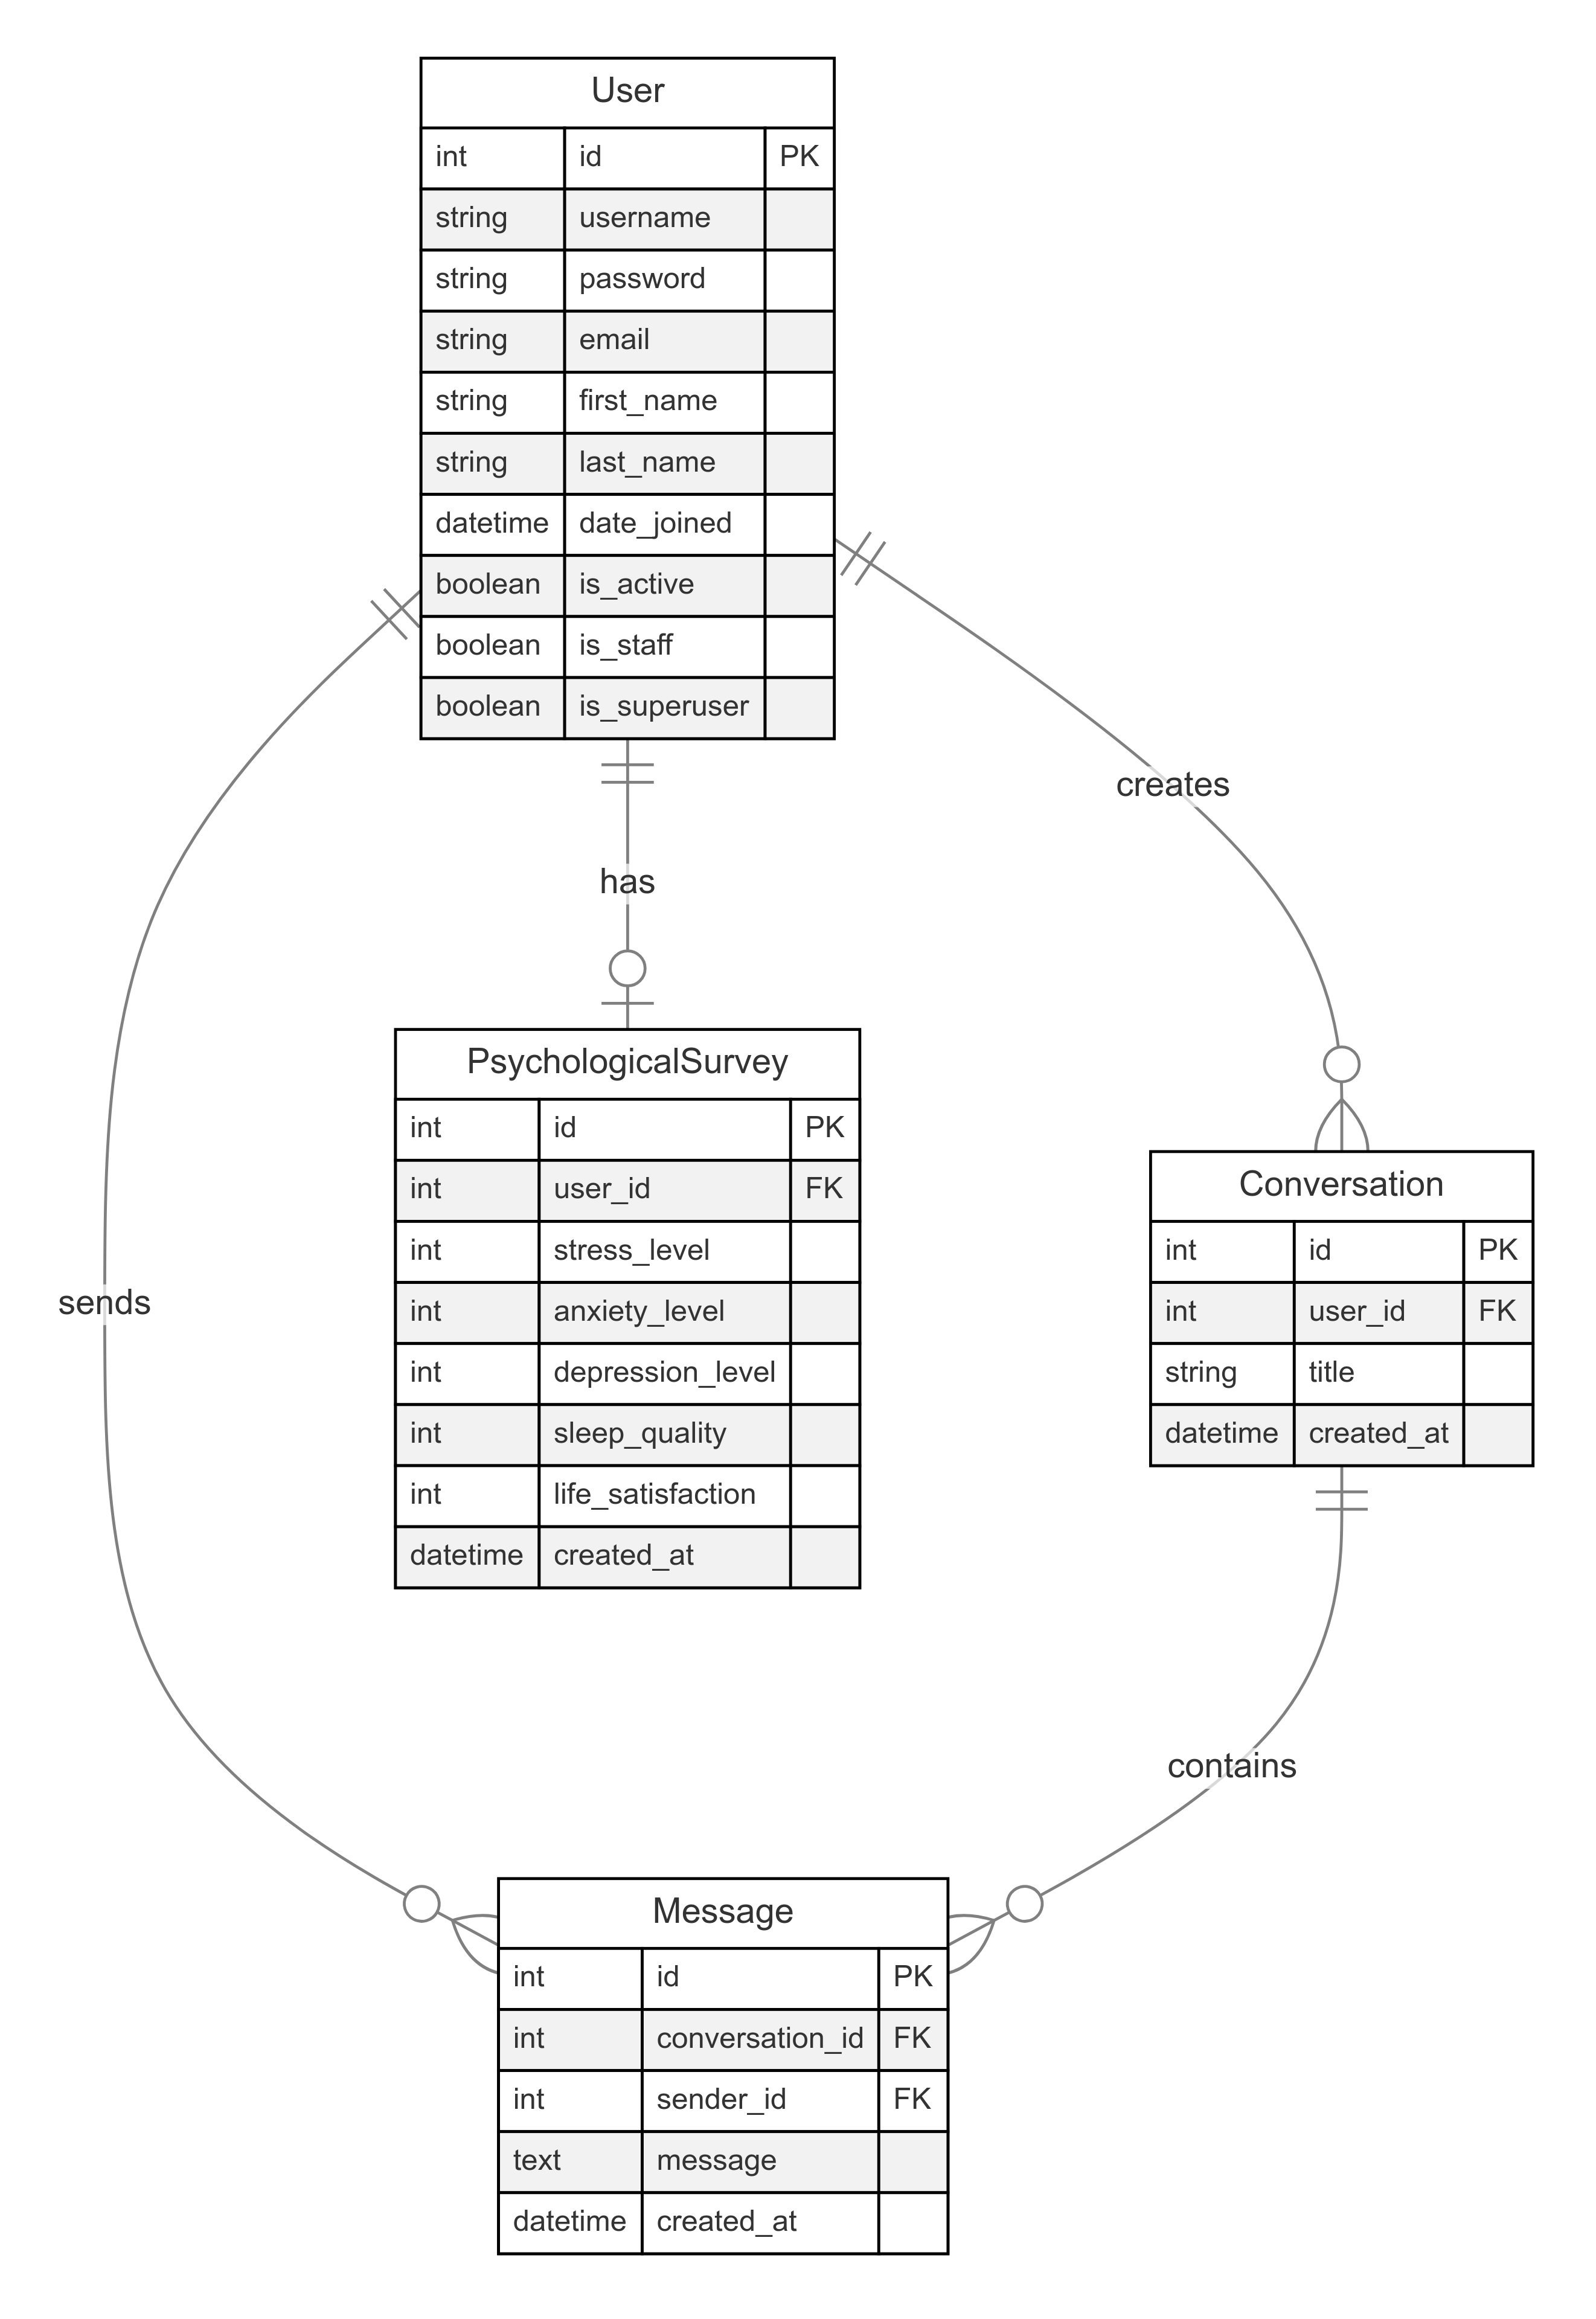 User
int id PK
string username
string password
string email
string first_name
string last_name
datetime date_joined
boolean is_active
boolean is_staff
boolean is_superuser
creates
has
PsychologicalSurvey
int id PK
int user_id FK
int stress_level
int anxiety_level
int depression_level
int sleep_quality
int life_satisfaction
datetime created_at
Conversation
int id PK
int user_id FK
string title
datetime created_at
sends
contains
Message
int id PK
int conversation_id FK
int sender_id FK
text message
datetime created_at